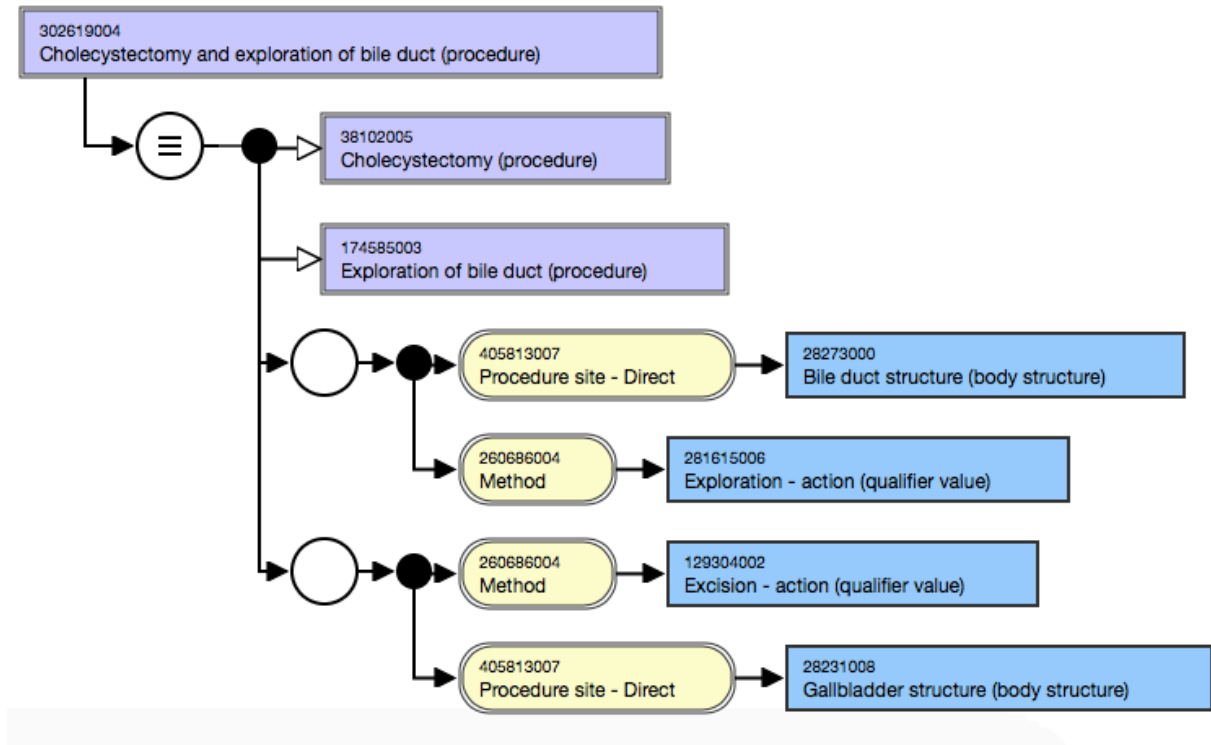 302619004
Cholecystectomy and exploration of bile duct (procedure)
38102005
Cholecystectomy (procedure)
174585003
Exploration of bile duct (procedure)
405813007
Procedure site - Direct
28273000
Bile duct structure (body structure)
260686004
Method
281615006
Exploration - action (qualifier value)
260686004
Method
129304002
Excision - action (qualifier value)
405813007
Procedure site - Direct
28231008
Gallbladder structure (body structure)